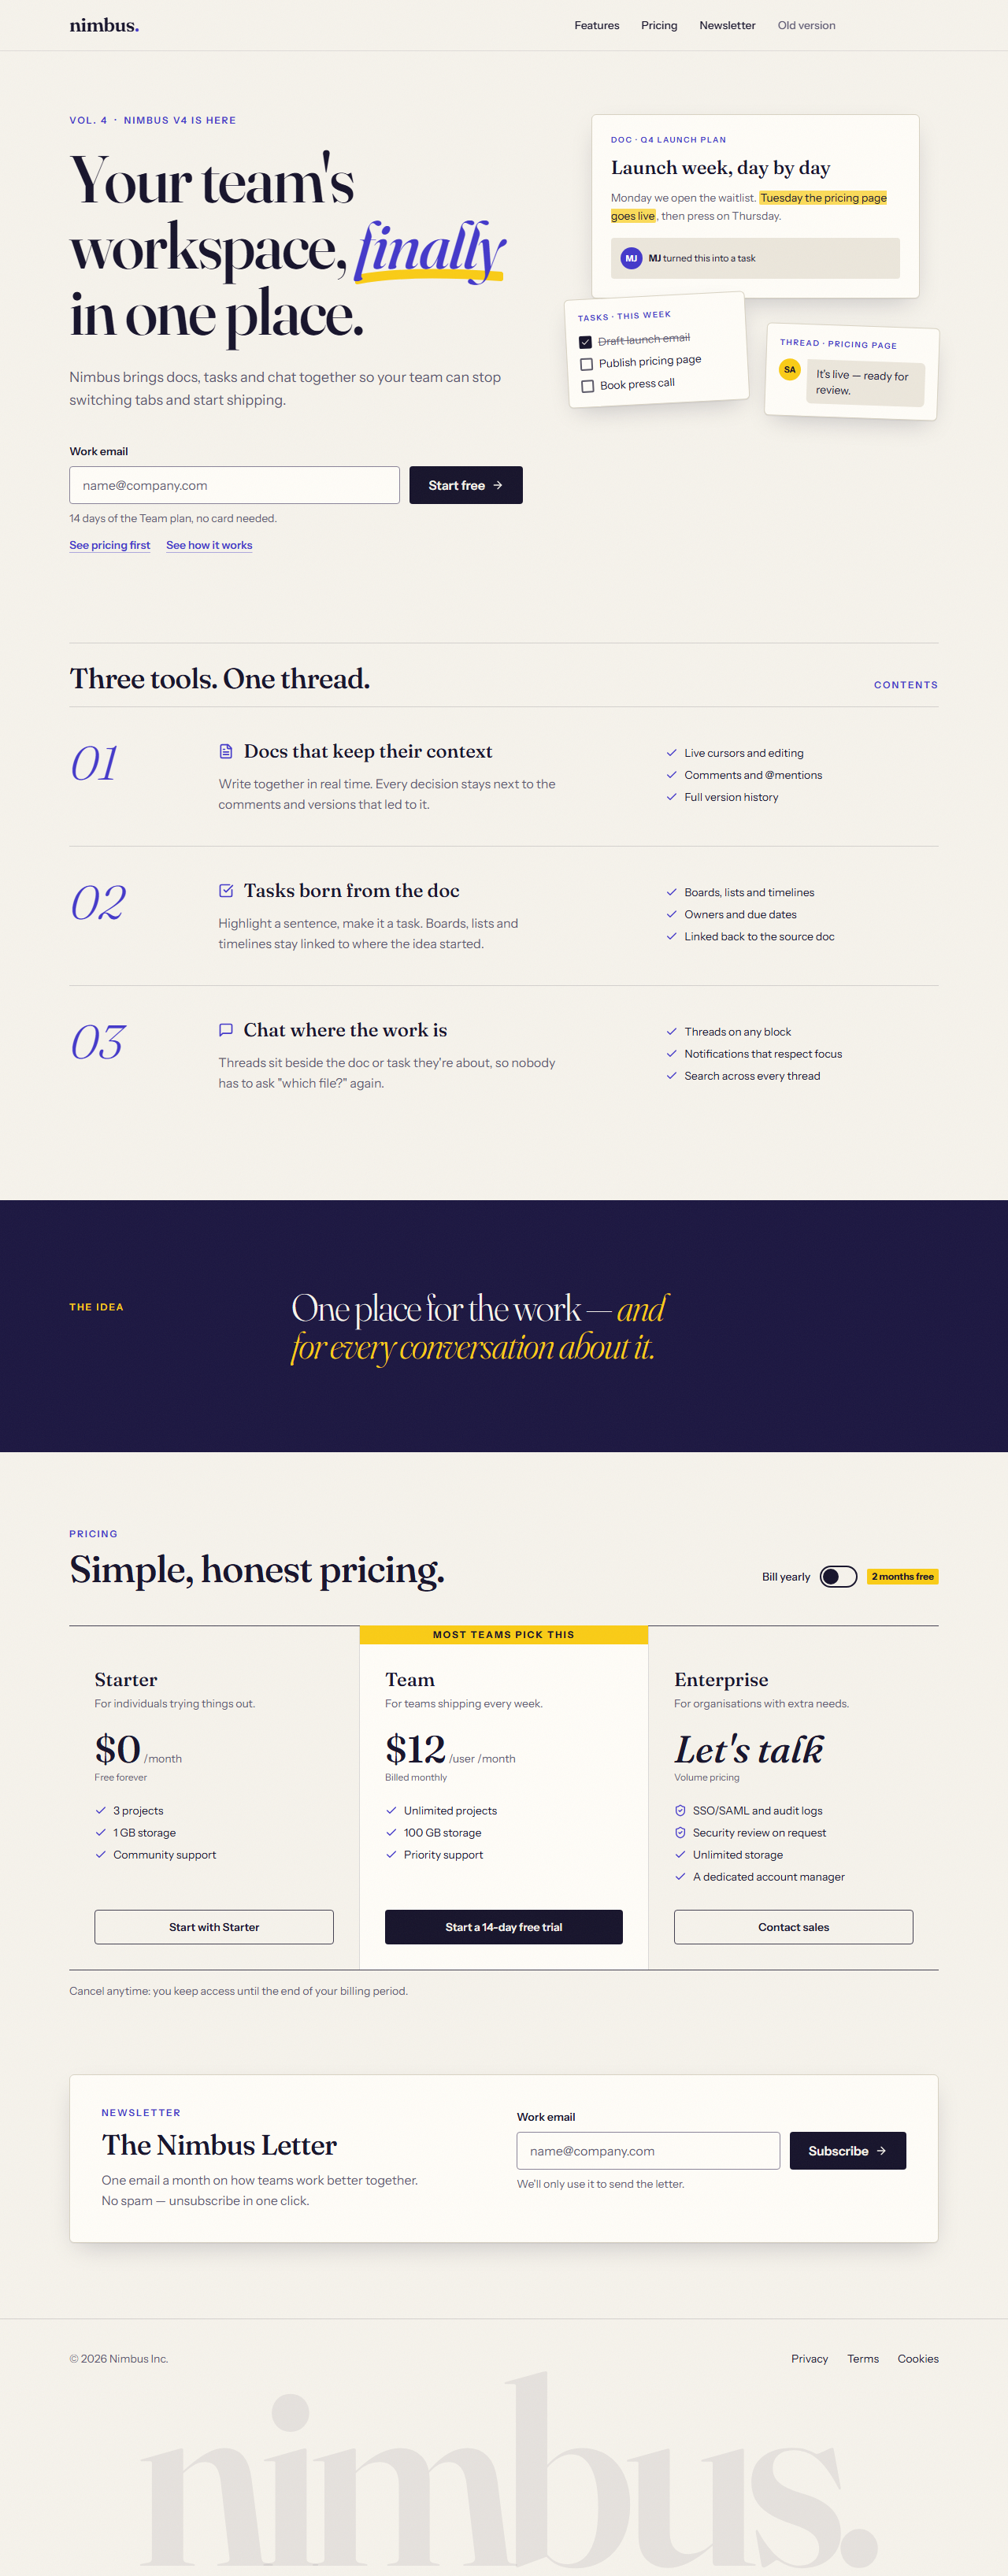 nimbus.
Features Pricing Newsletter Old version
VOL. 4 · NIMBUS V4 IS HERE
Your team's
workspace, finally
in one place.
Nimbus brings docs, tasks and chat together so your team can stop
switching tabs and start shipping.
Work email
name@company.com
Start free →
14 days of the Team plan, no card needed.
See pricing first See how it works
DOC · Q4 LAUNCH PLAN
Launch week, day by day
Monday we open the waitlist. Tuesday the pricing page
goes live, then press on Thursday.
MJ MJ turned this into a task
TASKS · THIS WEEK
Draft launch email
Publish pricing page
Book press call
THREAD · PRICING PAGE
SA
It's live — ready for
review.
Three tools. One thread.
CONTENTS
01
Docs that keep their context
Write together in real time. Every decision stays next to the
comments and versions that led to it.
Live cursors and editing
Comments and @mentions
Full version history
02
Tasks born from the doc
Highlight a sentence, make it a task. Boards, lists and
timelines stay linked to where the idea started.
Boards, lists and timelines
Owners and due dates
Linked back to the source doc
03
Chat where the work is
Threads sit beside the doc or task they're about, so nobody
has to ask "which file?" again.
Threads on any block
Notifications that respect focus
Search across every thread
THE IDEA
One place for the work — and
for every conversation about it.
PRICING
Simple, honest pricing.
Bill yearly 2 months free
Starter
For individuals trying things out.
$0 /month
Free forever
3 projects
1 GB storage
Community support
Start with Starter
MOST TEAMS PICK THIS
Team
For teams shipping every week.
$12 /user /month
Billed monthly
Unlimited projects
100 GB storage
Priority support
Start a 14-day free trial
Enterprise
For organisations with extra needs.
Let's talk
Volume pricing
SSO/SAML and audit logs
Security review on request
Unlimited storage
A dedicated account manager
Contact sales
Cancel anytime: you keep access until the end of your billing period.
NEWSLETTER
The Nimbus Letter
One email a month on how teams work better together.
No spam — unsubscribe in one click.
Work email
name@company.com
Subscribe →
We'll only use it to send the letter.
© 2026 Nimbus Inc.
Privacy Terms Cookies
nimbus.